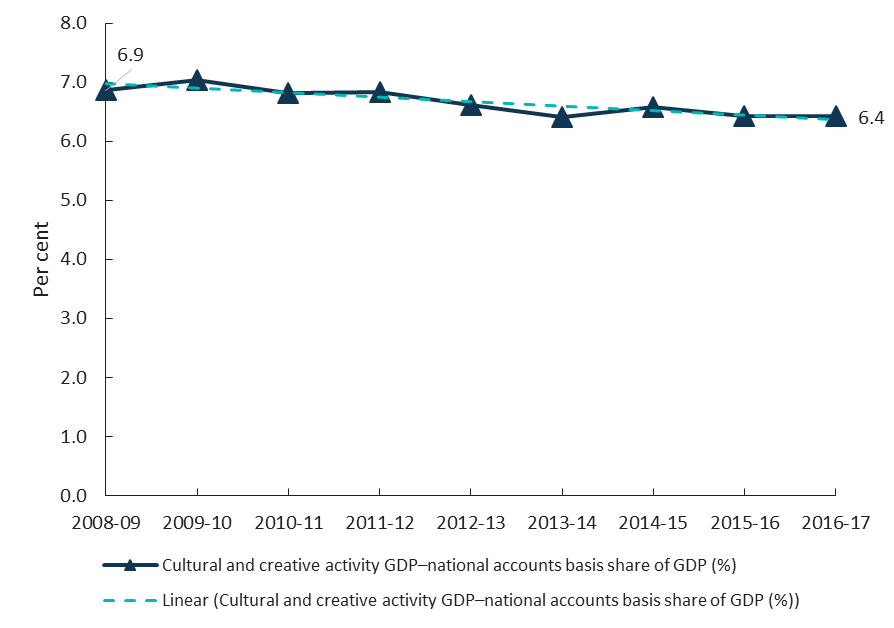 8.0
6.9
7.0
6.0
6.4
5.0
Per cent
4.0
3.0
2.0
1.0
0.0
2008-09 2009-10 2010-11 2011-12 2012-13 2013-14 2014-15 2015-16 2016-17
Cultural and creative activity GDP–national accounts basis share of GDP (%)
Linear (Cultural and creative activity GDP–national accounts basis share of GDP (%))